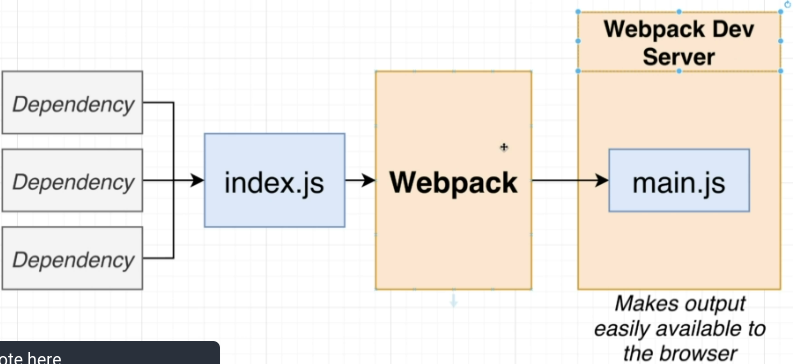 Webpack Dev
Server
Dependency
Dependency
Dependency
index.js
Webpack
main.js
Makes output
easily available to
the browser
ote here